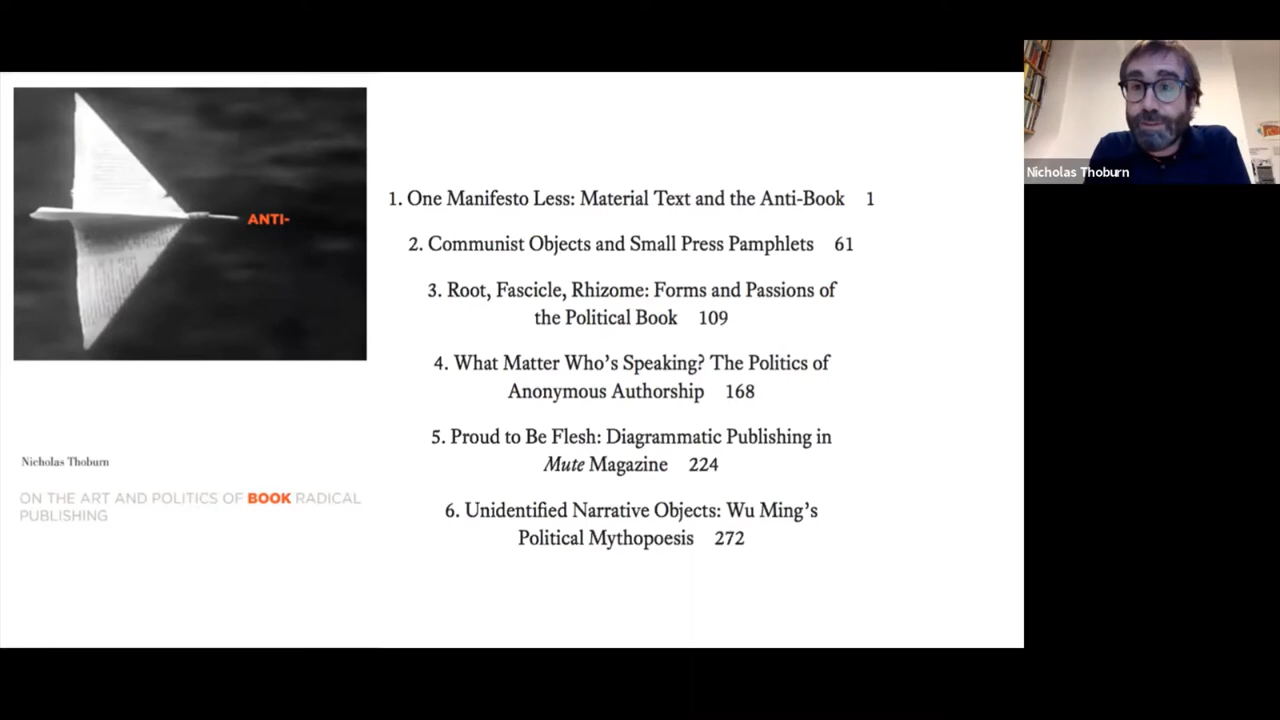 ANTI-
Nicholas Thoburn
ON THE ART AND POLITICS OF BOOK RADICAL
PUBLISHING
1. One Manifesto Less: Material Text and the Anti-Book 1
2. Communist Objects and Small Press Pamphlets 61
3. Root, Fascicle, Rhizome: Forms and Passions of
the Political Book 109
4. What Matter Who’s Speaking? The Politics of
Anonymous Authorship 168
5. Proud to Be Flesh: Diagrammatic Publishing in
Mute Magazine 224
6. Unidentified Narrative Objects: Wu Ming’s
Political Mythopoesis 272
Nicholas Thoburn